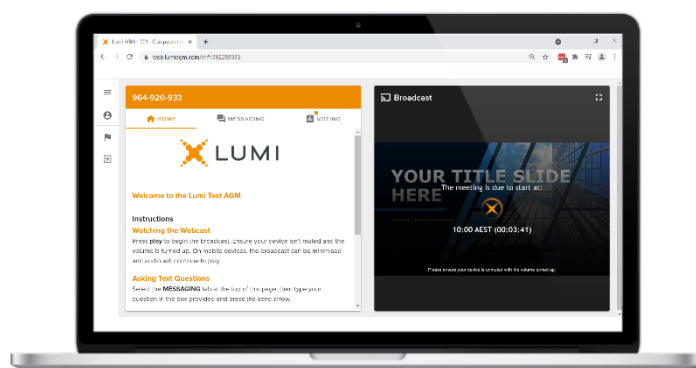 964-920-933
HOME
MESSAGING
VOTING
LUMI
Welcome to the Lumi Test AGM
Instructions
Watching the Webcast
Press play to begin the broadcast. Ensure your device isn't muted and the
volume is turned up. On mobile devices, the broadcast can be minimised
and audio will continue to play.
Asking Text Questions
Select the MESSAGING tab at the top of this page, then type your
question in the box provided and press the send arrow.
Broadcast
YOUR TITLE SLIDE
HERE
The meeting is due to start at:
10:00 AEST (00:03:41)
Please ensure your device is unmuted with the volume turned up.